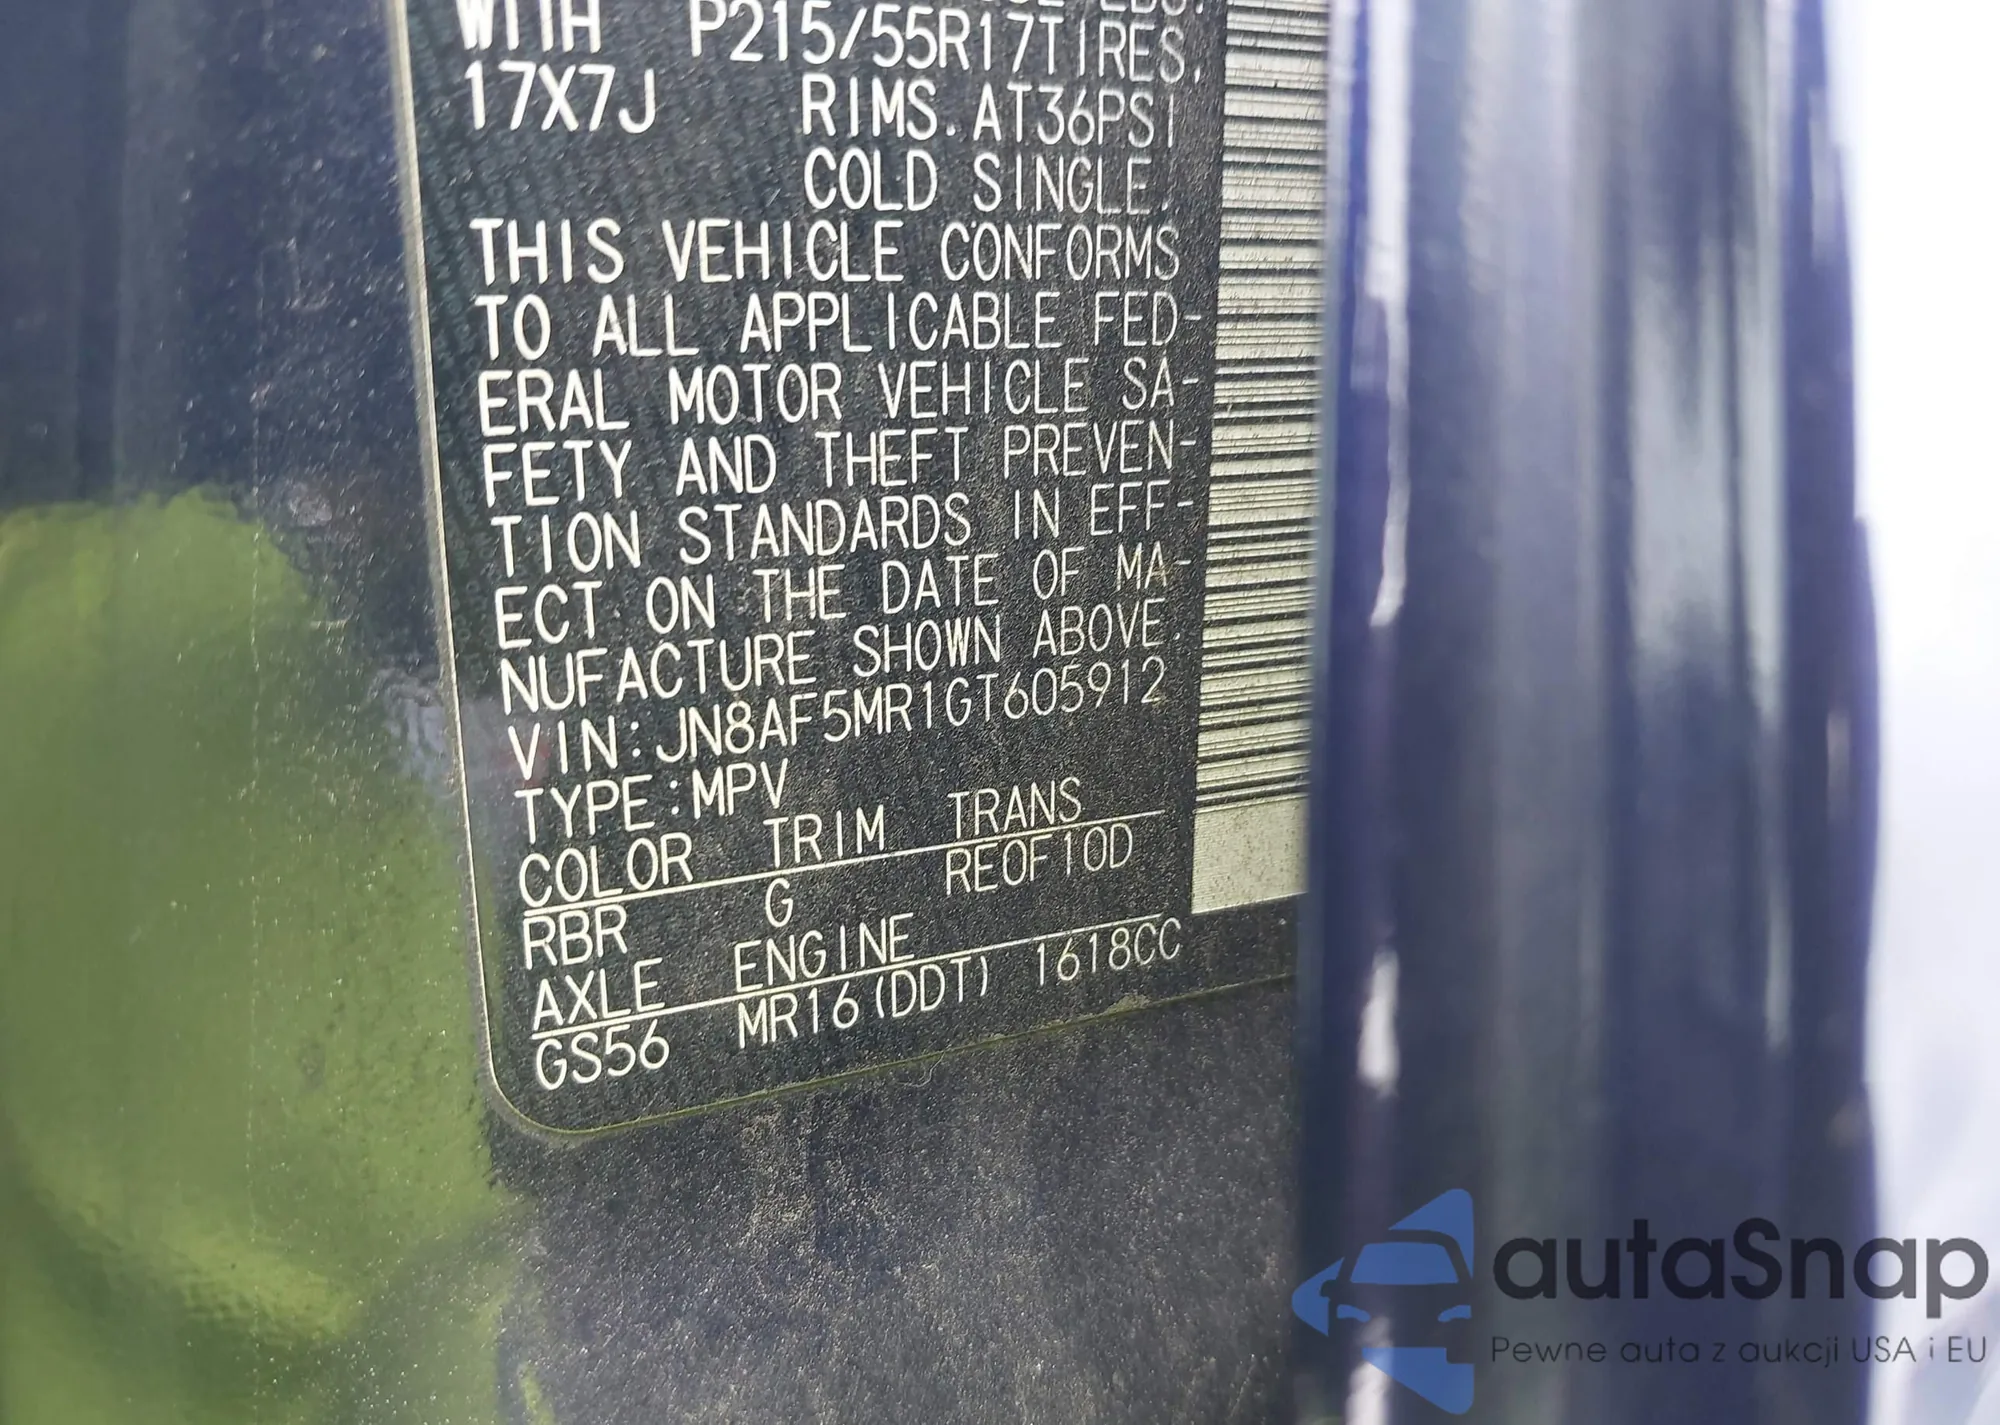 WITH P215/55R17TIRES,
17X7J RIMS. AT36PSI
COLD SINGLE.
THIS VEHICLE CONFORMS
TO ALL APPLICABLE FED-
ERAL MOTOR VEHICLE SA-
FETY AND THEFT PREVEN-
TION STANDARDS IN EFF-
ECT ON THE DATE OF MA-
NUFACTURE SHOWN ABOVE.
VIN:JN8AF5MR1GT605912
TYPE:MPV
COLOR TRIM TRANS
RBR G RE0F10D
AXLE ENGINE
GS56 MR16(DDT) 1618CC
autaSnap
Pewne auta z aukcji USA i EU